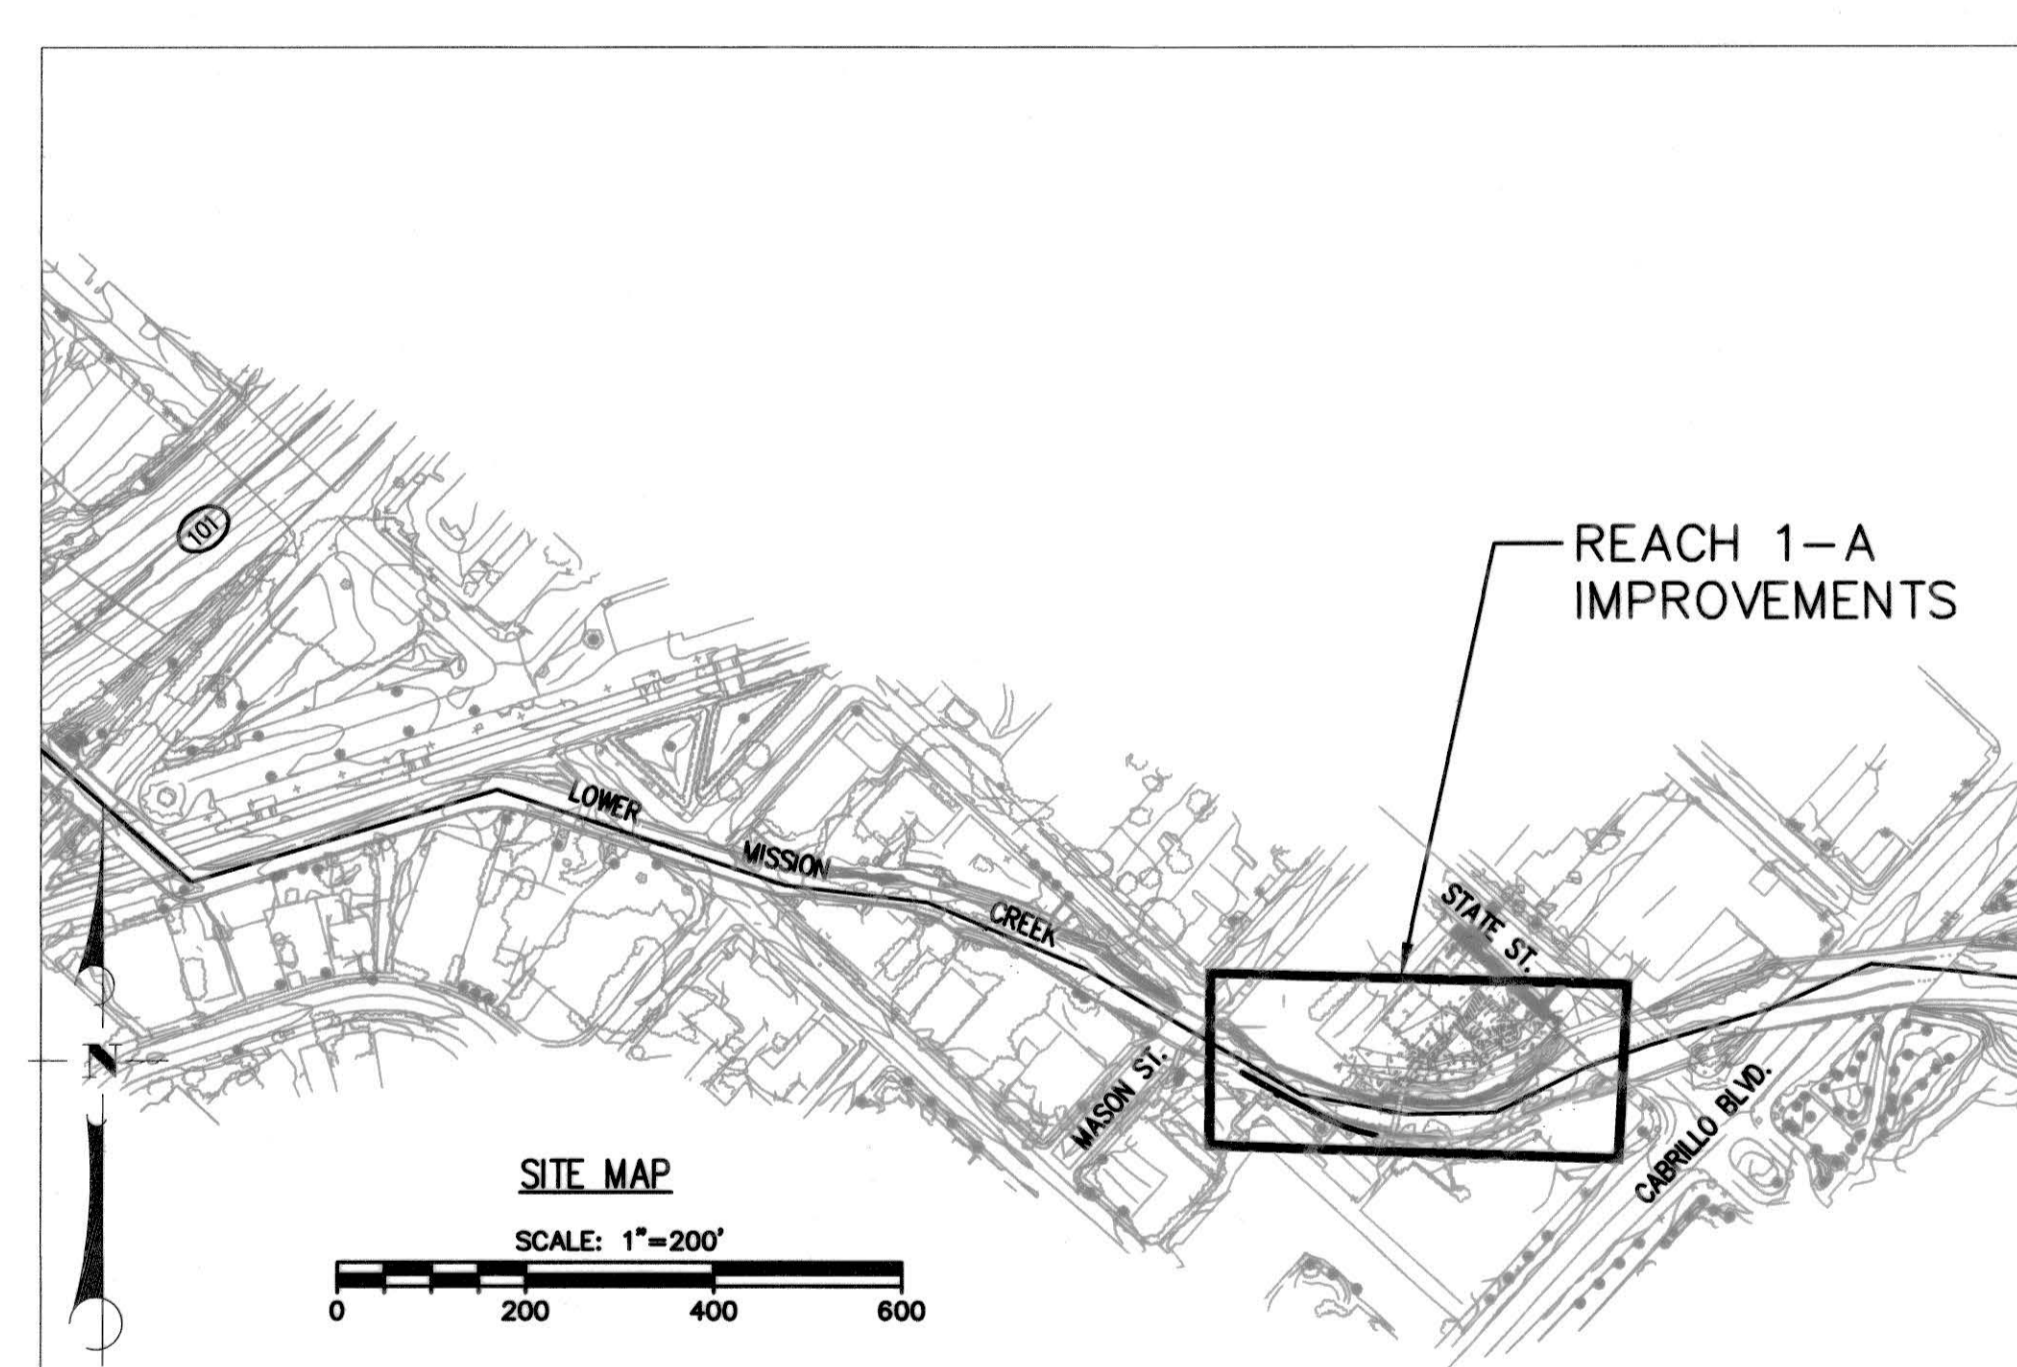 REACH 1-A
IMPROVEMENTS
101
LOWER
MISSION
CREEK
STATE ST.
MASON ST.
CABRILLO BLVD.
N
SITE MAP
SCALE: 1"=200'
0 200 400 600